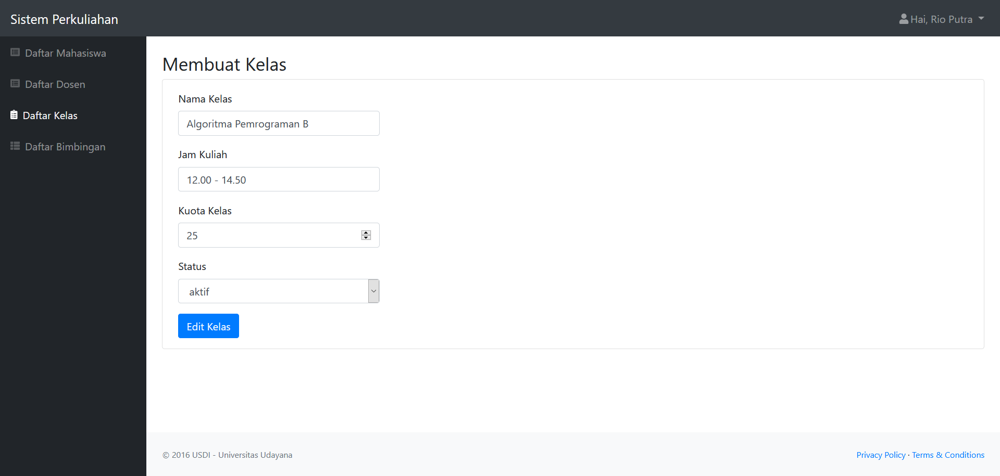 Sistem Perkuliahan
Hai, Rio Putra
Daftar Mahasiswa
Daftar Dosen
Daftar Kelas
Daftar Bimbingan
Membuat Kelas
Nama Kelas
Algoritma Pemrograman B
Jam Kuliah
12.00 - 14.50
Kuota Kelas
25
Status
aktif
Edit Kelas
© 2016 USDI - Universitas Udayana
Privacy Policy · Terms & Conditions